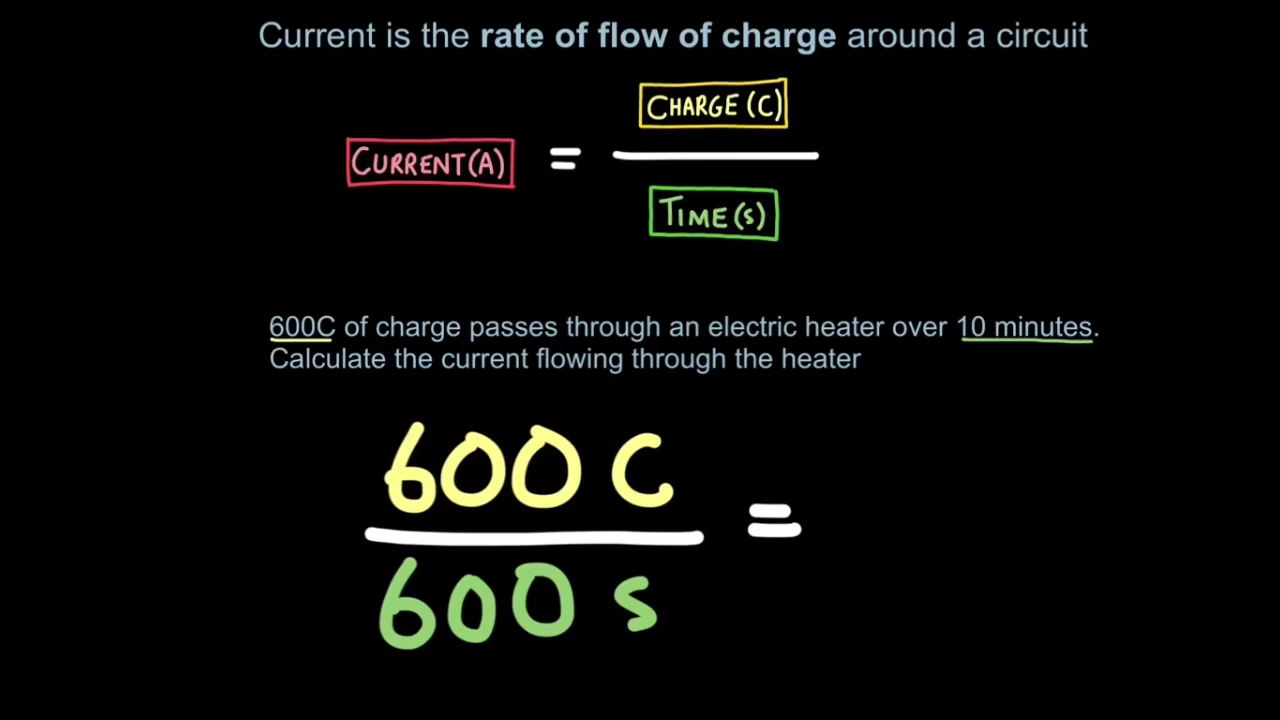 Current is the rate of flow of charge around a circuit
CURRENT(A) = CHARGE(C)
TIME(s)
600C of charge passes through an electric heater over 10 minutes.
Calculate the current flowing through the heater
600 C
600 s =